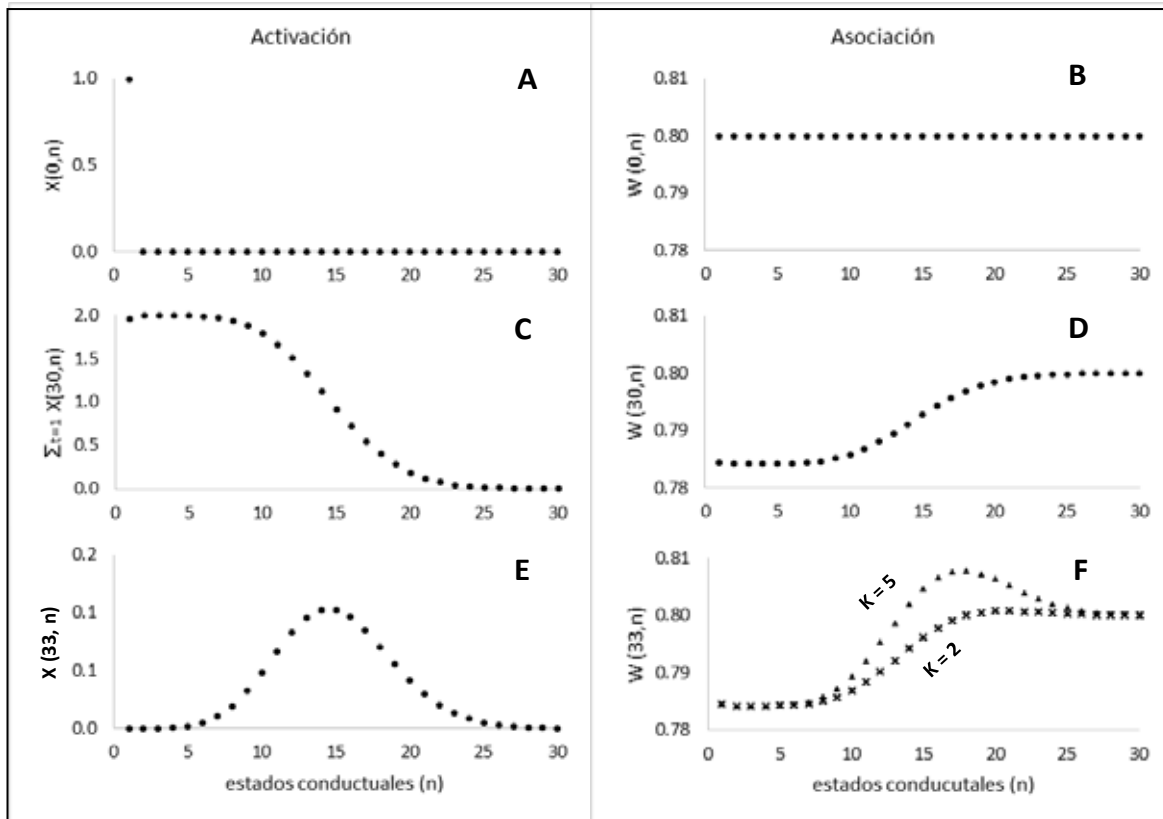 Activación
Asociación
A
1.0
0.5
0.0
X(0,n)
0 5 10 15 20 25 30
B
0.81
0.80
0.79
0.78
W (0,n)
0 5 10 15 20 25 30
C
2.0
1.5
1.0
0.5
0.0
∑t=1 X(30,n)
0 5 10 15 20 25 30
D
0.81
0.80
0.79
0.78
W (30,n)
0 5 10 15 20 25 30
E
0.2
0.1
0.1
0.0
X (33, n)
0 5 10 15 20 25 30
estados conductuales (n)
F
0.81
0.80
0.79
0.78
W (33,n)
K = 5
K = 2
0 5 10 15 20 25 30
estados conducutales (n)